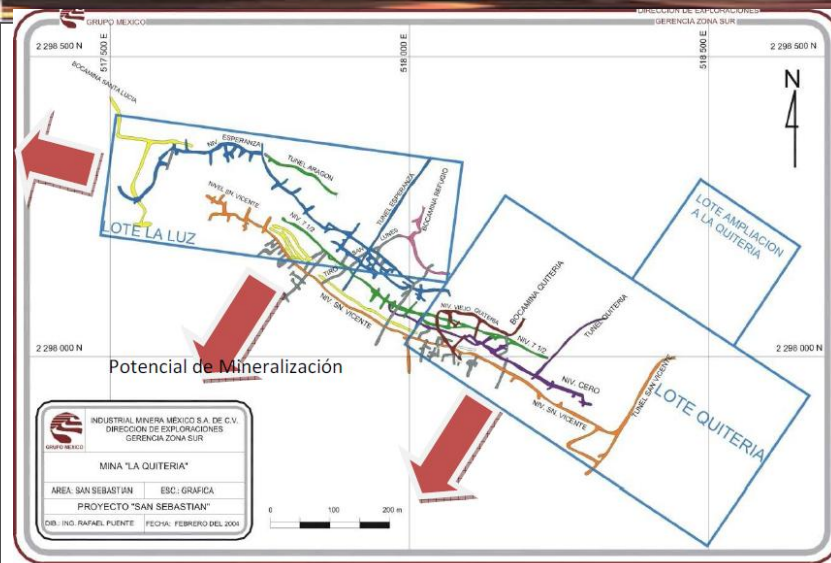 GRUPO MEXICO
DIRECCION DE EXPLORACIONES
GERENCIA ZONA SUR
2 298 500 N
517 500 E
518 000 E
518 500 E
2 298 500 N
N
BOCAMINA SANTA LUCIA
NIV. ESPERANZA
TUNEL ARAGON
TUNEL ESPERANZA
BOCAMINA REFUGIO
NIVEL SN. VICENTE
NIV. 7 1/2
TIRO SAN LUNES
LOTE LA LUZ
LOTE AMPLIACION
A LA QUITERIA
BOCAMINA QUITERIA
NIV. VIEJO QUITERIA
TUNEL QUITERIA
NIV. SN. VICENTE
NIV. 7 1/2
2 298 000 N
2 298 000 N
Potencial de Mineralización
NIV. CERO
NIV. SN. VICENTE
TUNEL SAN VICENTE
LOTE QUITERIA
GRUPO MEXICO
INDUSTRIAL MINERA MÉXICO S.A. DE C.V.
DIRECCION DE EXPLORACIONES
GERENCIA ZONA SUR
MINA "LA QUITERIA"
AREA: SAN SEBASTIAN
ESC.: GRAFICA
PROYECTO "SAN SEBASTIAN"
DIB.: ING. RAFAEL PUENTE
FECHA: FEBRERO DEL 2004
0 100 200 m